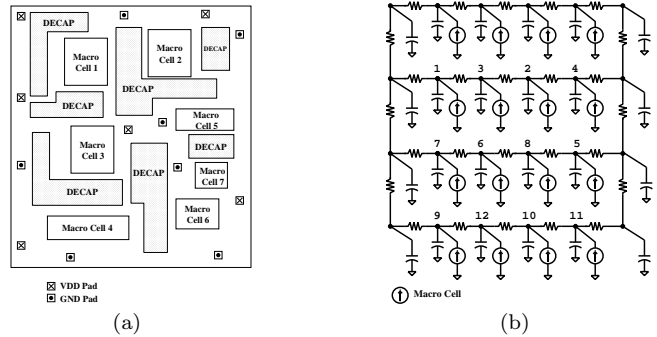 DECAP
Macro
Cell 1
Macro
Cell 2
DECAP
DECAP
DECAP
Macro
Cell 5
Macro
Cell 3
DECAP
DECAP
Macro
Cell 7
DECAP
Macro
Cell 6
Macro Cell 4
VDD Pad
GND Pad
(a)
1 3 2 4
7 6 8 5
9 12 10 11
Macro Cell
(b)